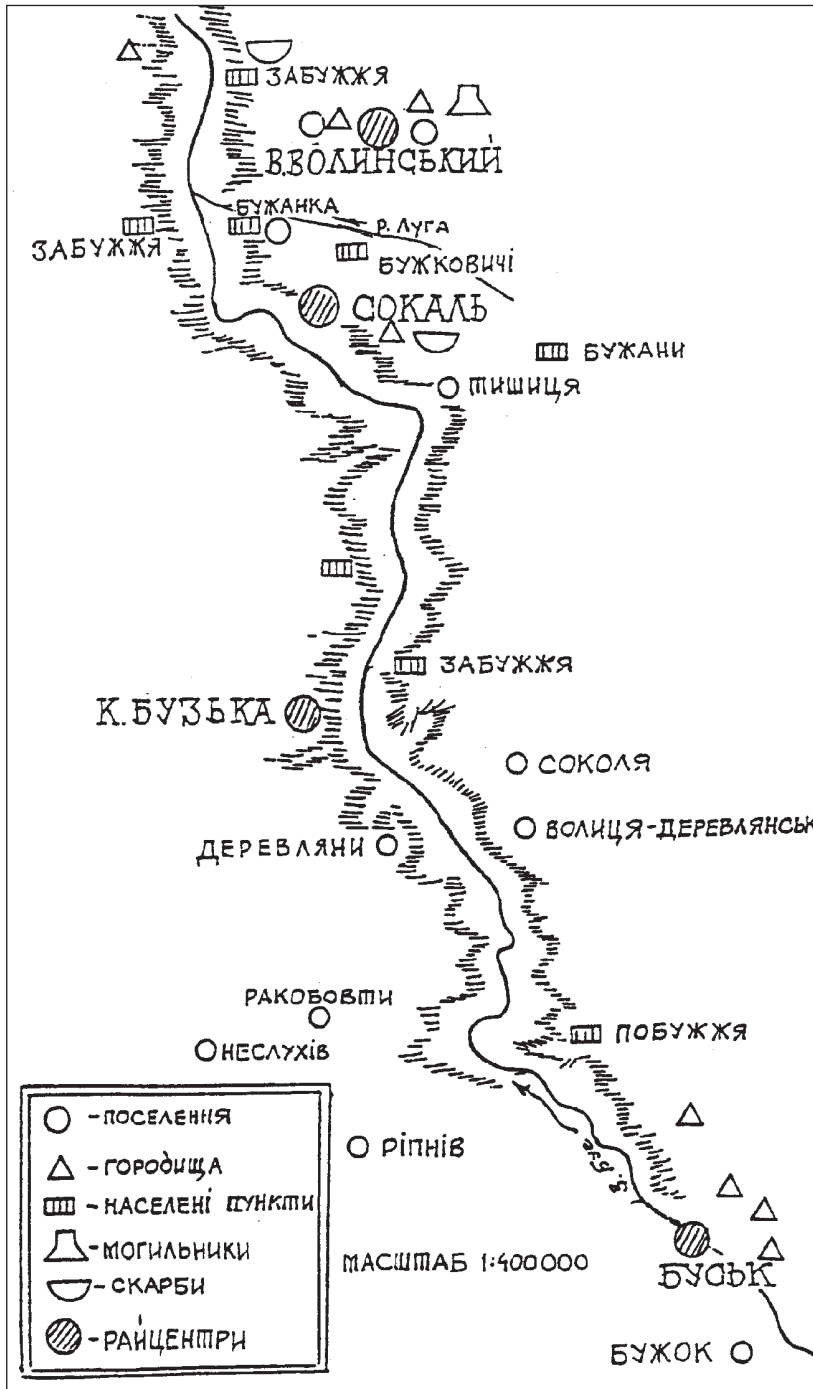 ЗАБУЖЖЯ
В.ВОЛИНСЬКИЙ
БУЖАНКА
Р. ЛУГА
ЗАБУЖЖЯ
БУЖКОВИЧІ
СОКАЛЬ
БУЖАНИ
ТИШИЦЯ
ЗАБУЖЖЯ
К. БУЗЬКА
СОКОЛЯ
ВОЛИЦЯ-ДЕРЕВЛЯНСЬК
ДЕРЕВЛЯНИ
РАКОБОВТИ
НЕСЛУХІВ
ПОБУЖЖЯ
РІПНІВ
З. БУГ
БУСЬК
БУЖОК
МАСШТАБ 1:400000
- ПОСЕЛЕННЯ
- ГОРОДИЩА
- НАСЕЛЕНІ ПУНКТИ
- МОГИЛЬНИКИ
- СКАРБИ
- РАЙЦЕНТРИ